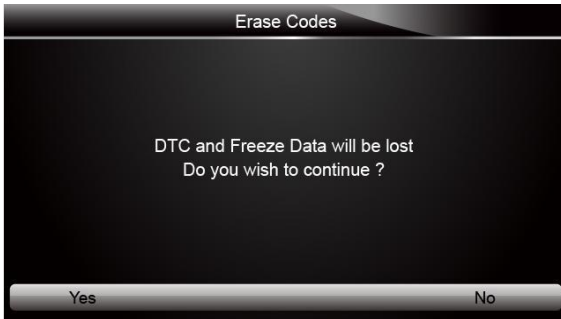 Erase Codes
DTC and Freeze Data will be lost
Do you wish to continue ?
Yes No